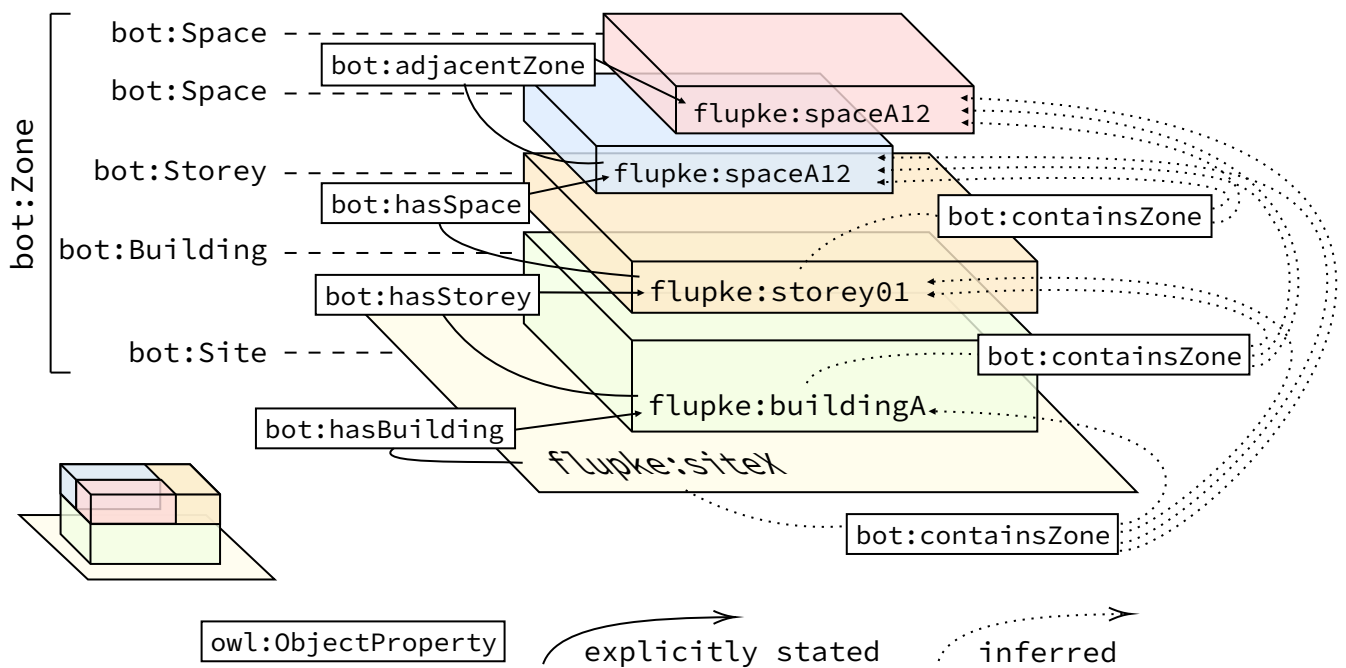 bot:Zone
bot:Space
bot:adjacentZone
bot:Space
flupke:spaceA12
bot:Storey
flupke:spaceA12
bot:hasSpace
bot:containsZone
bot:Building
bot:hasStorey
flupke:storey01
bot:Site
bot:containsZone
flupke:buildingA
bot:hasBuilding
flupke:siteX
bot:containsZone
owl:ObjectProperty
explicitly stated
inferred